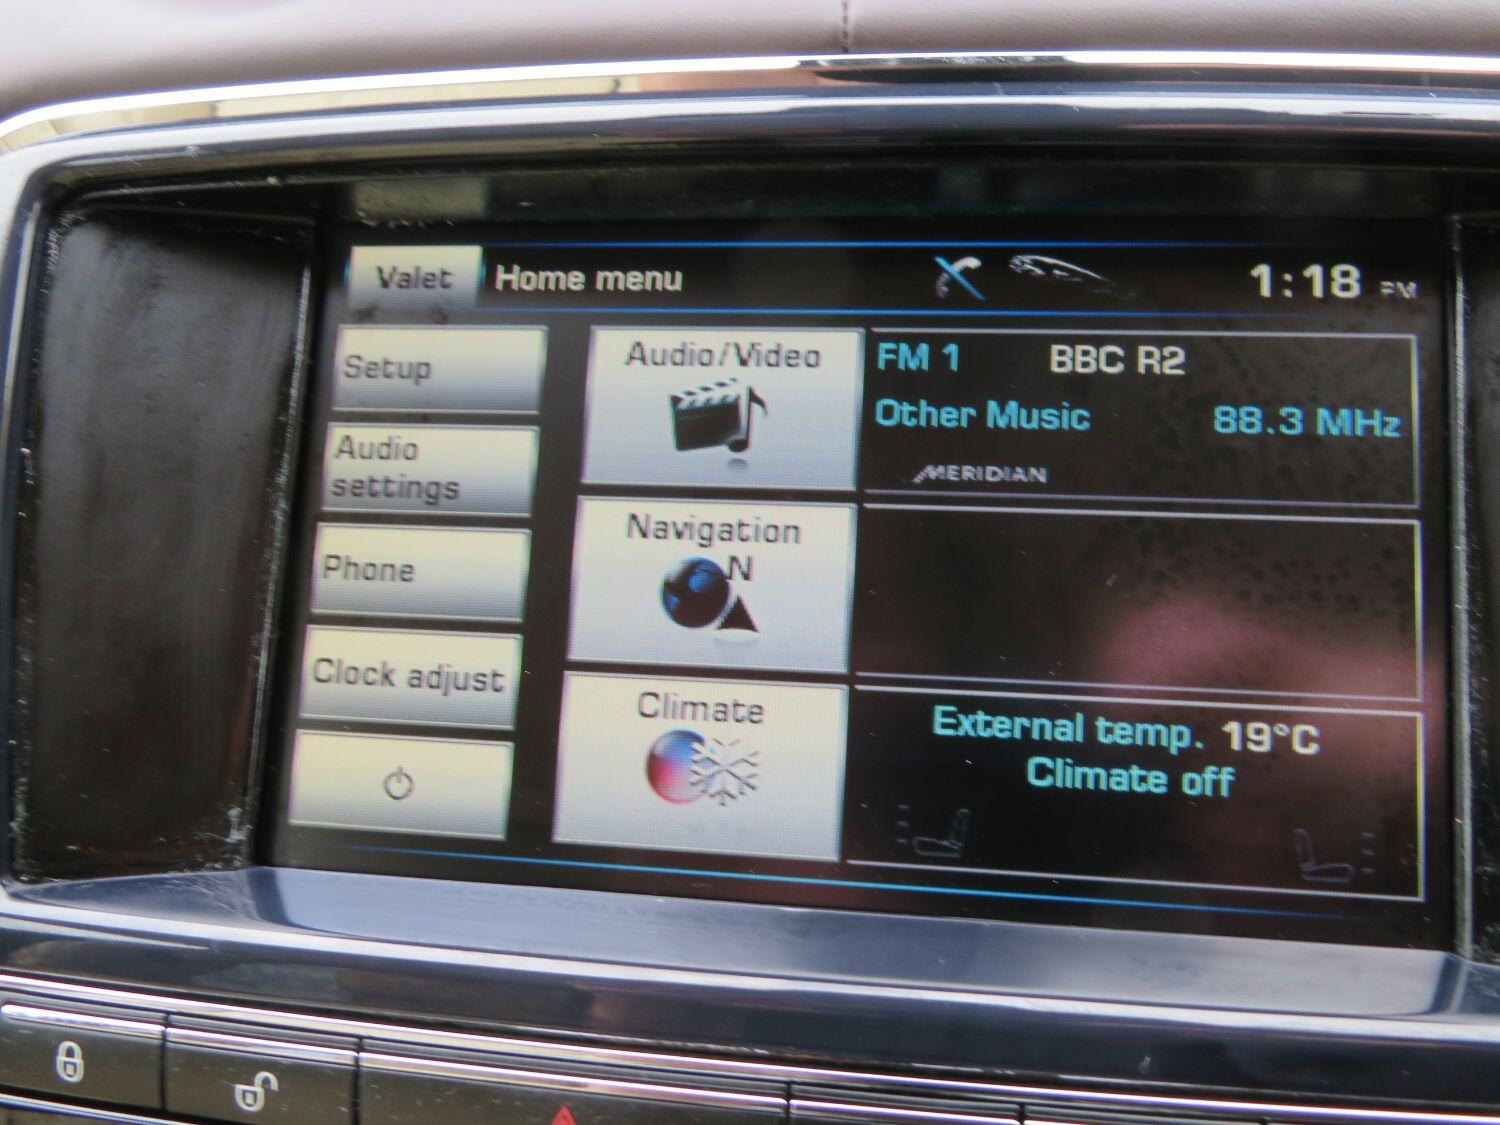 Valet
Home menu
1:18 PM
Setup
Audio
settings
Phone
Clock adjust
Audio/Video
FM 1 BBC R2
Other Music 88.3 MHz
MERIDIAN
Navigation
N
Climate
External temp. 19°C
Climate off